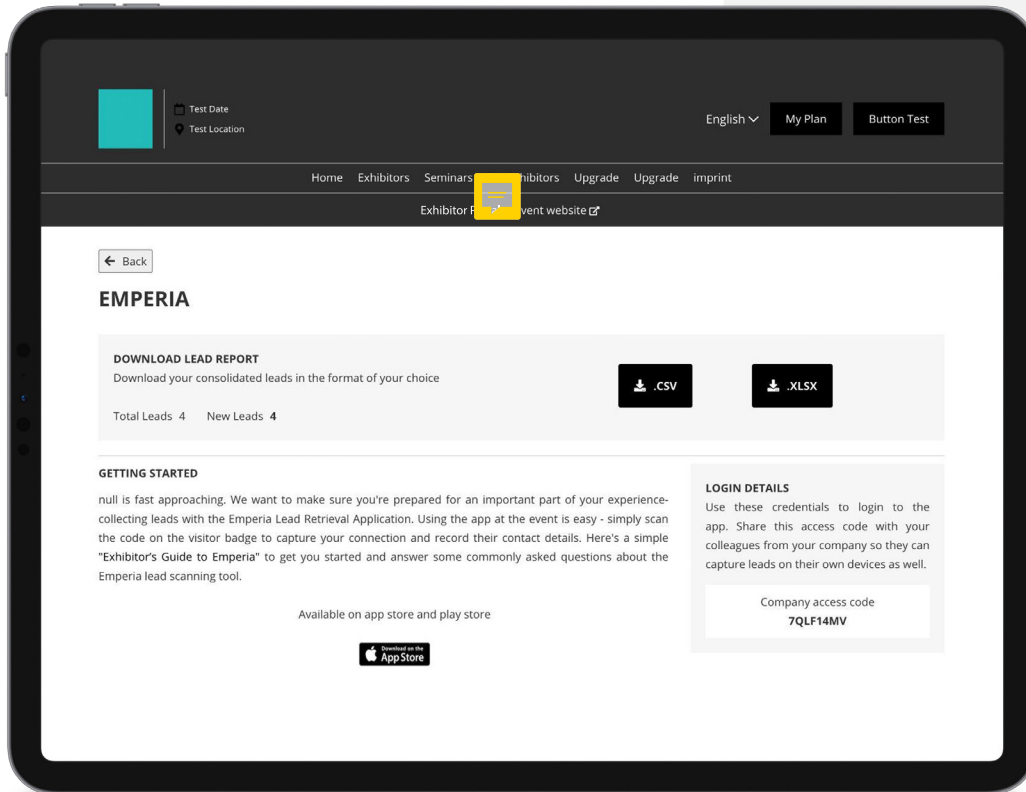 Test Date
Test Location
English
My Plan
Button Test
Home Exhibitors Seminars hibitors Upgrade Upgrade imprint
Exhibitor vent website
Back
EMPERIA
DOWNLOAD LEAD REPORT
Download your consolidated leads in the format of your choice
.CSV
.XLSX
Total Leads 4 New Leads 4
GETTING STARTED
null is fast approaching. We want to make sure you're prepared for an important part of your experience-
collecting leads with the Emperia Lead Retrieval Application. Using the app at the event is easy - simply scan
the code on the visitor badge to capture your connection and record their contact details. Here's a simple
"Exhibitor's Guide to Emperia" to get you started and answer some commonly asked questions about the
Emperia lead scanning tool.
Available on app store and play store
Download on the
App Store
LOGIN DETAILS
Use these credentials to login to the
app. Share this access code with your
colleagues from your company so they can
capture leads on their own devices as well.
Company access code
7QLF14MV